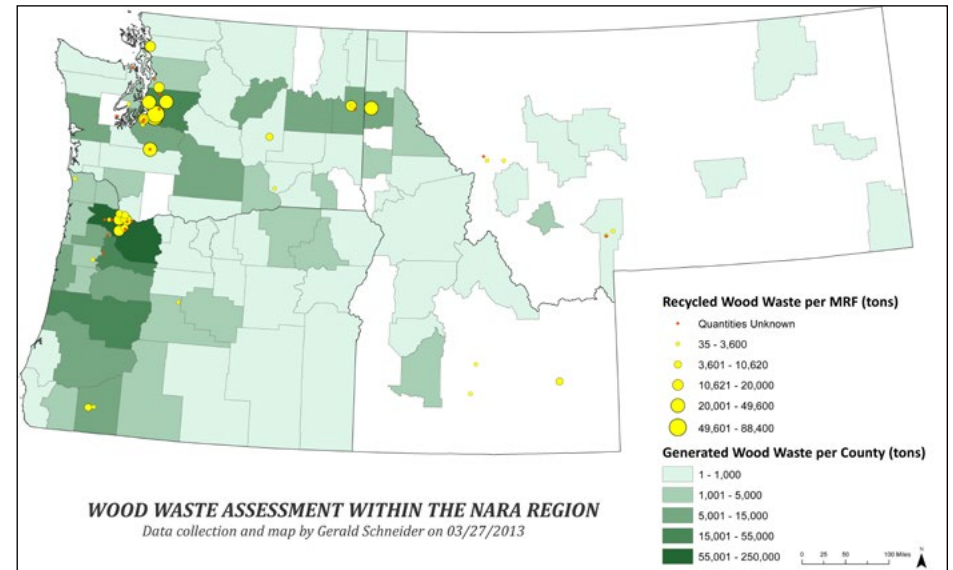 Recycled Wood Waste per MRF (tons)
Quantities Unknown
35 - 3,600
3,601 - 10,620
10,621 - 20,000
20,001 - 49,600
49,601 - 88,400
Generated Wood Waste per County (tons)
1 - 1,000
1,001 - 5,000
5,001 - 15,000
15,001 - 55,000
55,001 - 250,000
WOOD WASTE ASSESSMENT WITHIN THE NARA REGION
Data collection and map by Gerald Schneider on 03/27/2013
0 25 50 100 Miles
N